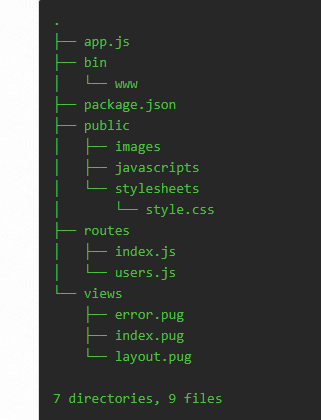 .
├── app.js
├── bin
│   └── www
├── package.json
├── public
│   ├── images
│   ├── javascripts
│   └── stylesheets
│       └── style.css
├── routes
│   ├── index.js
│   └── users.js
└── views
    ├── error.pug
    ├── index.pug
    └── layout.pug

7 directories, 9 files